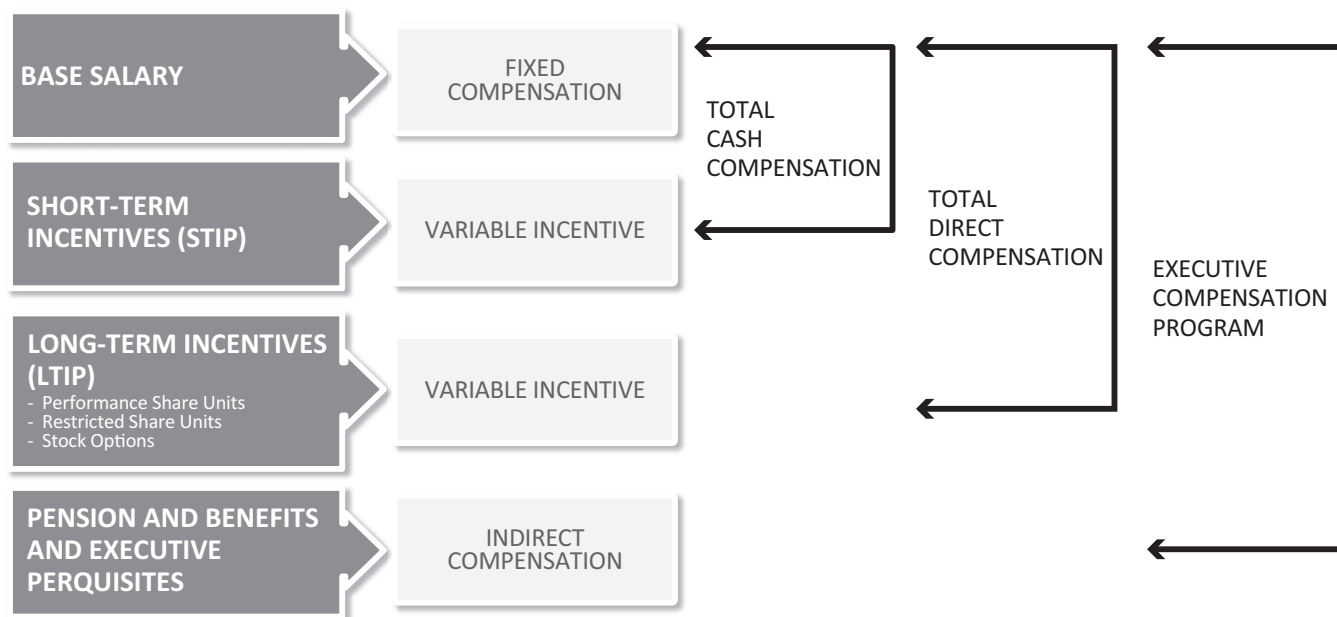 BASE SALARY
FIXED
COMPENSATION
TOTAL
CASH
COMPENSATION
SHORT-TERM
INCENTIVES (STIP)
VARIABLE INCENTIVE
TOTAL
DIRECT
COMPENSATION
EXECUTIVE
COMPENSATION
PROGRAM
LONG-TERM INCENTIVES
(LTIP)
- Performance Share Units
- Restricted Share Units
- Stock Options
VARIABLE INCENTIVE
PENSION AND BENEFITS
AND EXECUTIVE
PERQUISITES
INDIRECT
COMPENSATION